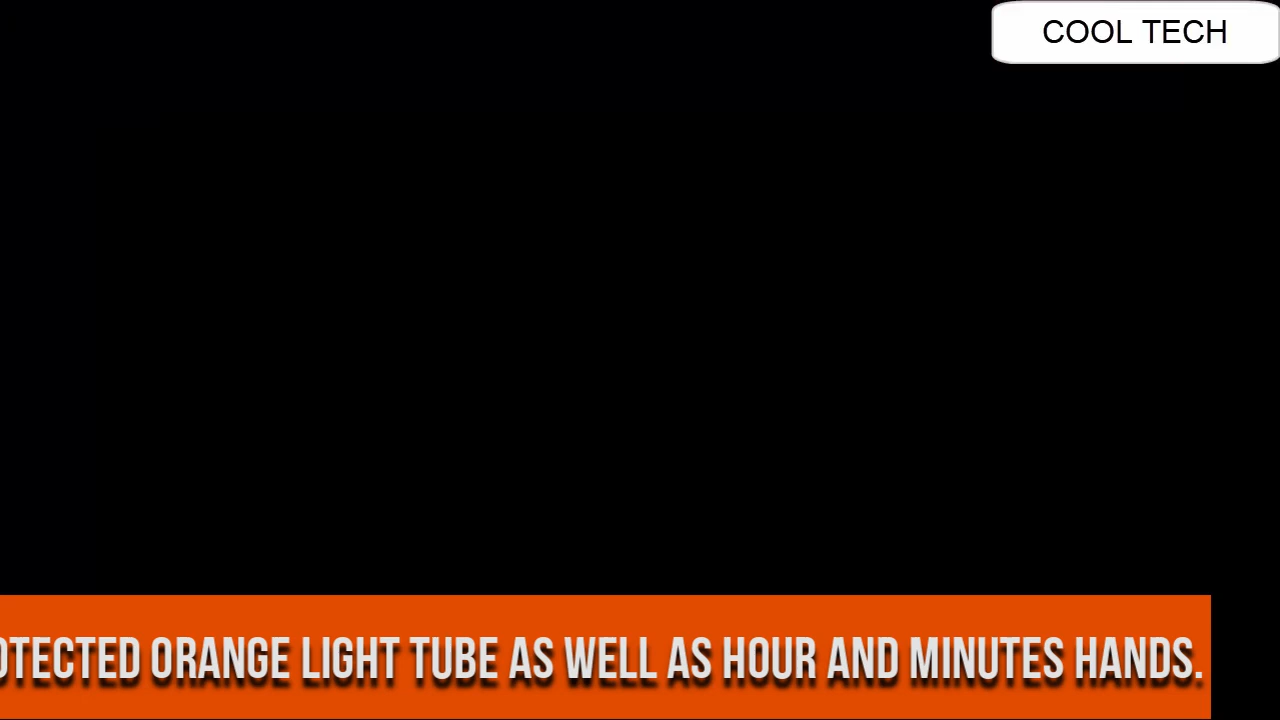 COOL TECH
OTECTED ORANGE LIGHT TUBE AS WELL AS HOUR AND MINUTES HANDS.